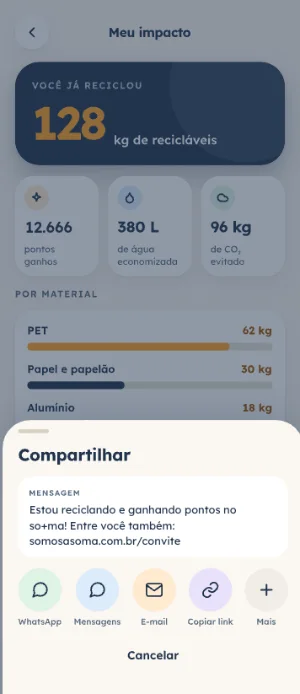 Meu impacto
VOCÊ JÁ RECICLOU
128 kg de recicláveis
12.666
pontos
ganhos
380 L
de água
economizada
96 kg
de CO₂
evitado
POR MATERIAL
PET 62 kg
Papel e papelão 30 kg
Alumínio 18 kg
Compartilhar
MENSAGEM
Estou reciclando e ganhando pontos no
so+ma! Entre você também:
somosasoma.com.br/convite
WhatsApp Mensagens E-mail Copiar link Mais
Cancelar